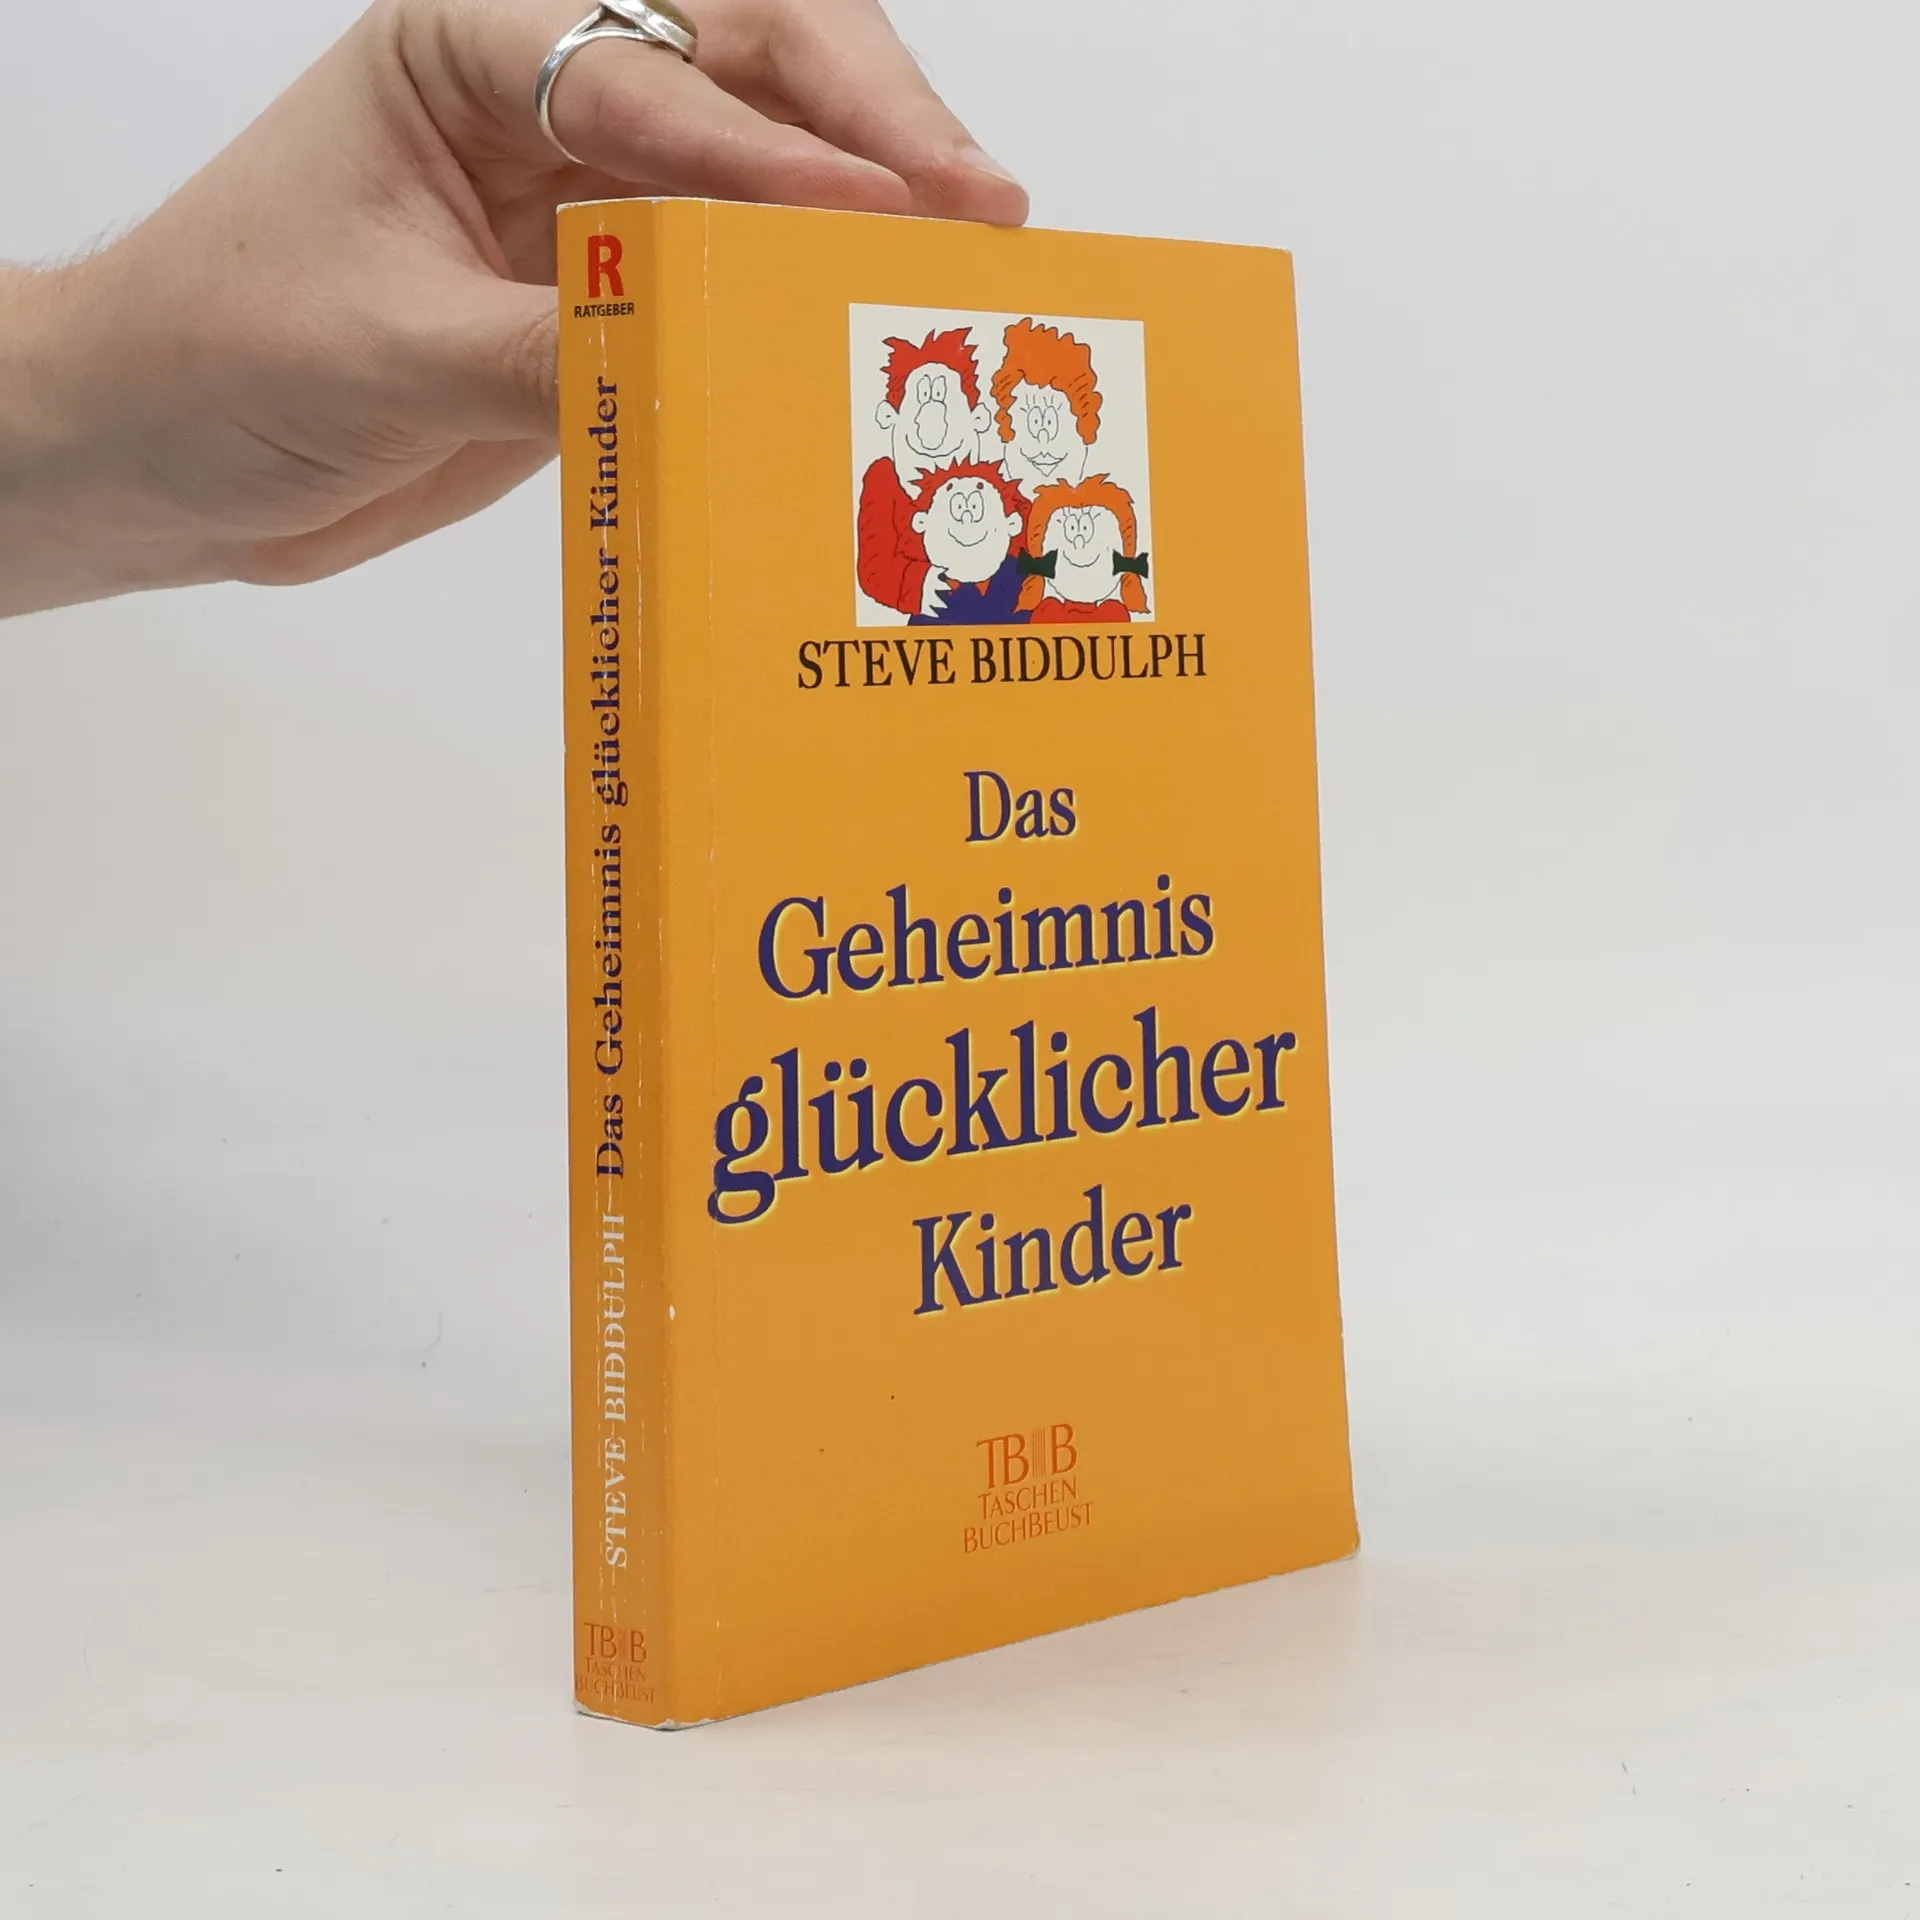 R
RATGEBER
STEVE BIDDULPH Das Geheimnis glücklicher Kinder
TB B
TASCHEN
BUCHBEUST
STEVE BIDDULPH
Das
Geheimnis
glücklicher
Kinder
TB B
TASCHEN
BUCHBEUST